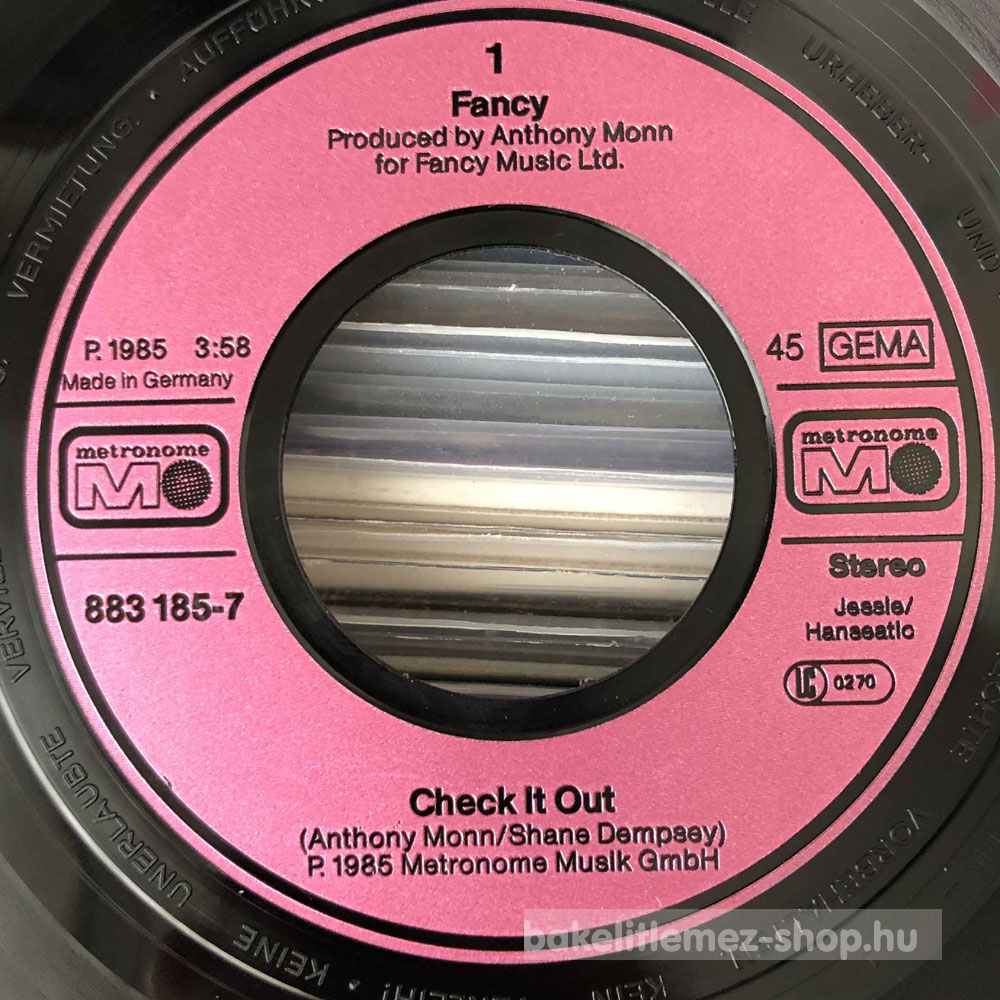 1
Fancy
Produced by Anthony Monn
for Fancy Music Ltd.
P. 1985 3:58
Made in Germany
45 GEMA
metronome
M
metronome
M
883 185-7
Stereo
Jessie/
Hanseatic
LC 0270
Check It Out
(Anthony Monn/Shane Dempsey)
P. 1985 Metronome Musik GmbH
VERMIETUNG.
URHEBER-
UND
KEINE
UNERLAUBTE
bakelitlemez-shop.hu